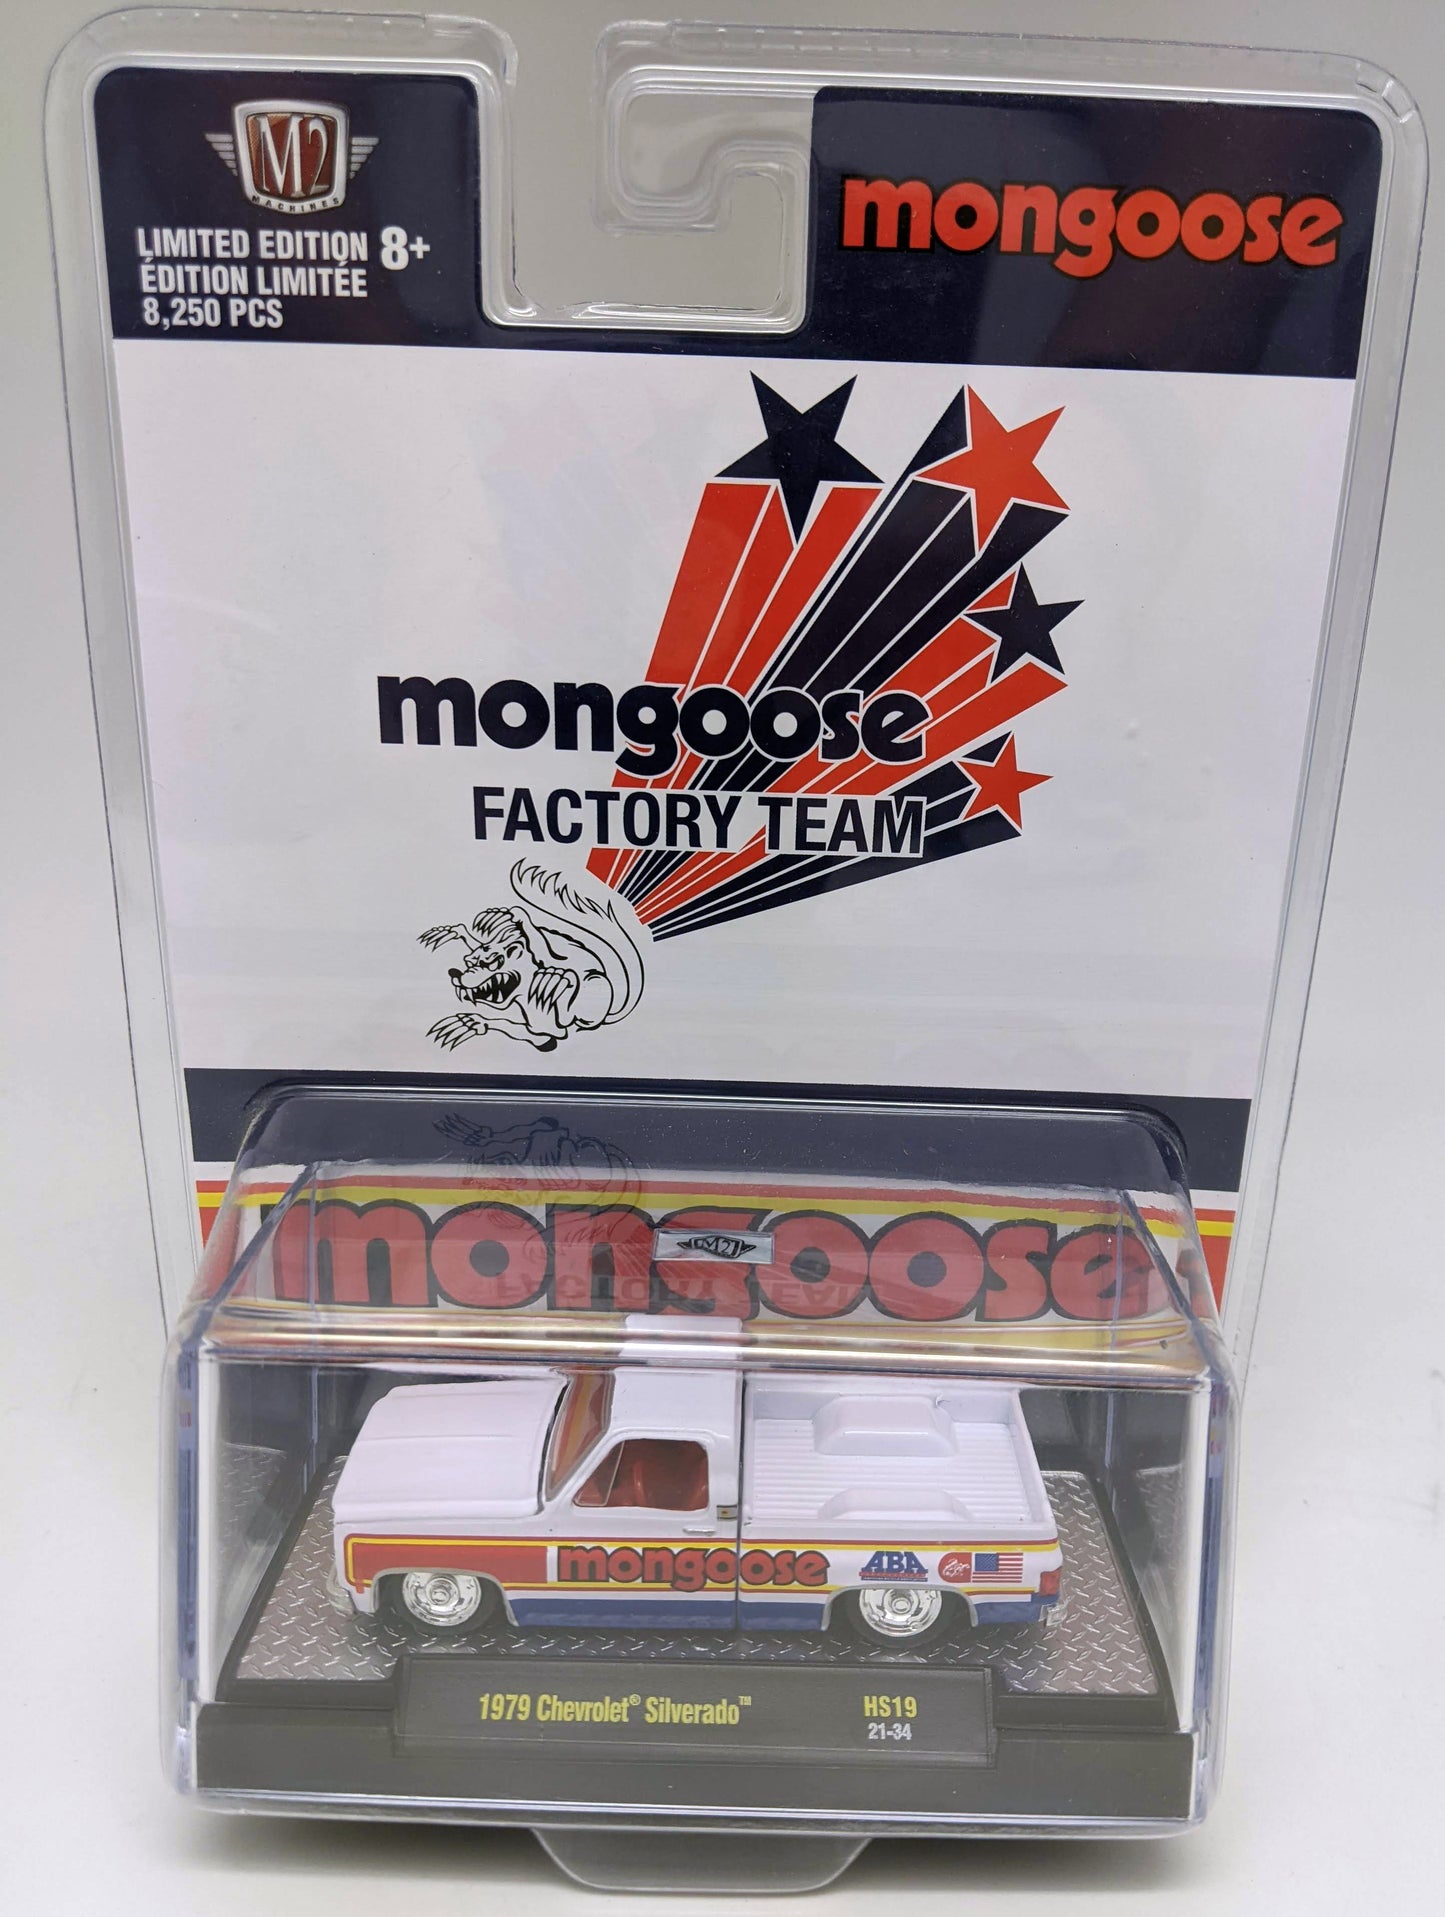 M2
MACHINES
LIMITED EDITION 8+
ÉDITION LIMITÉE
8,250 PCS
mongoose
mongoose
FACTORY TEAM
mongoose
M2
mongoose
ABA
1979 Chevrolet® Silverado™
HS19
21-34